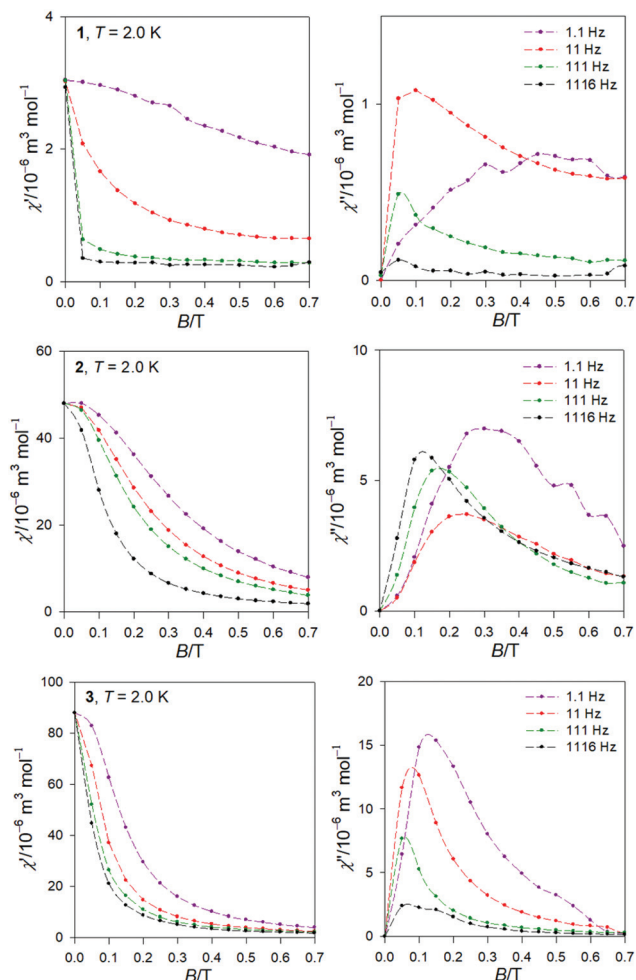 1, T = 2.0 K
χ'/10⁻⁶ m³ mol⁻¹
4
2
0
0.0 0.1 0.2 0.3 0.4 0.5 0.6 0.7
B/T
1.1 Hz
11 Hz
111 Hz
1116 Hz
χ"/10⁻⁶ m³ mol⁻¹
1
0
0.0 0.1 0.2 0.3 0.4 0.5 0.6 0.7
B/T
2, T = 2.0 K
χ'/10⁻⁶ m³ mol⁻¹
60
40
20
0
0.0 0.1 0.2 0.3 0.4 0.5 0.6 0.7
B/T
1.1 Hz
11 Hz
111 Hz
1116 Hz
χ"/10⁻⁶ m³ mol⁻¹
10
5
0
0.0 0.1 0.2 0.3 0.4 0.5 0.6 0.7
B/T
3, T = 2.0 K
χ'/10⁻⁶ m³ mol⁻¹
100
80
60
40
20
0
0.0 0.1 0.2 0.3 0.4 0.5 0.6 0.7
B/T
1.1 Hz
11 Hz
111 Hz
1116 Hz
χ"/10⁻⁶ m³ mol⁻¹
20
15
10
5
0
0.0 0.1 0.2 0.3 0.4 0.5 0.6 0.7
B/T